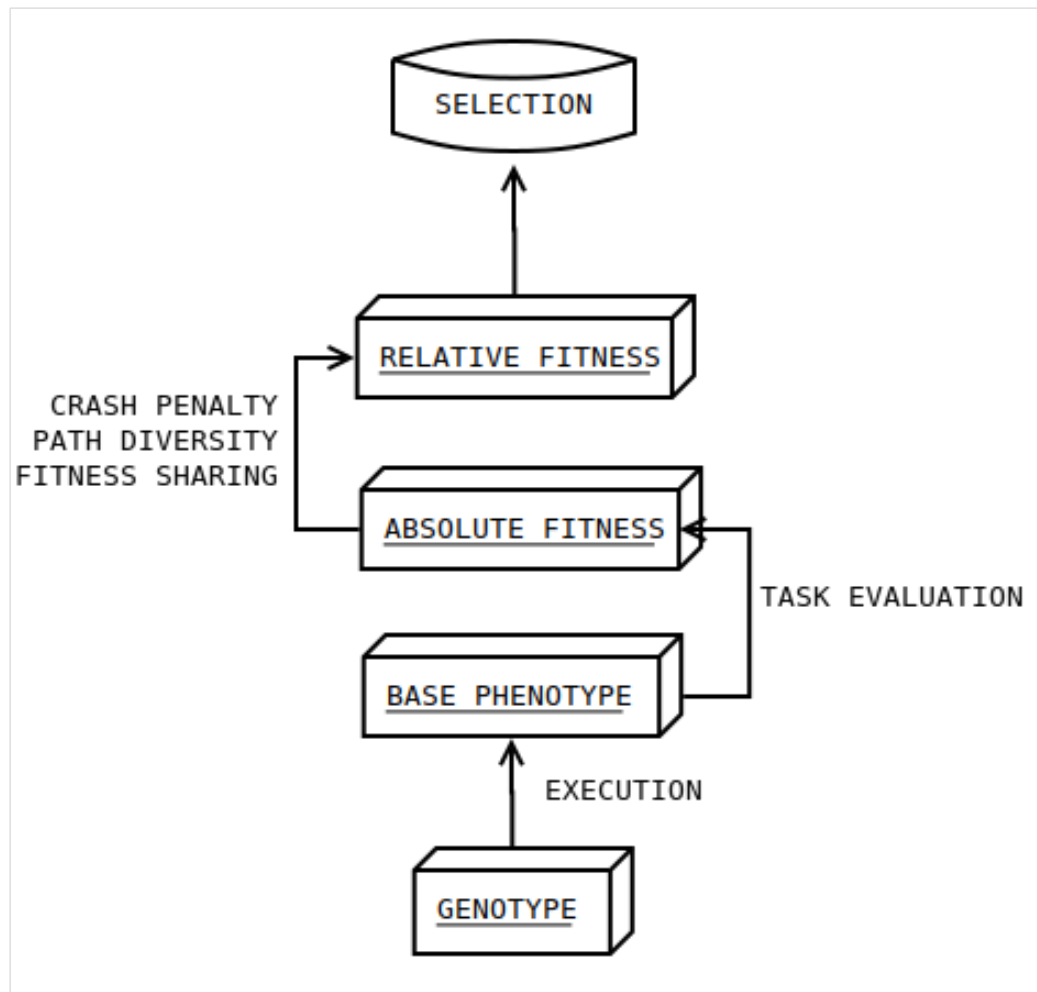 SELECTION
RELATIVE FITNESS
CRASH PENALTY
PATH DIVERSITY
FITNESS SHARING
ABSOLUTE FITNESS
TASK EVALUATION
BASE PHENOTYPE
EXECUTION
GENOTYPE